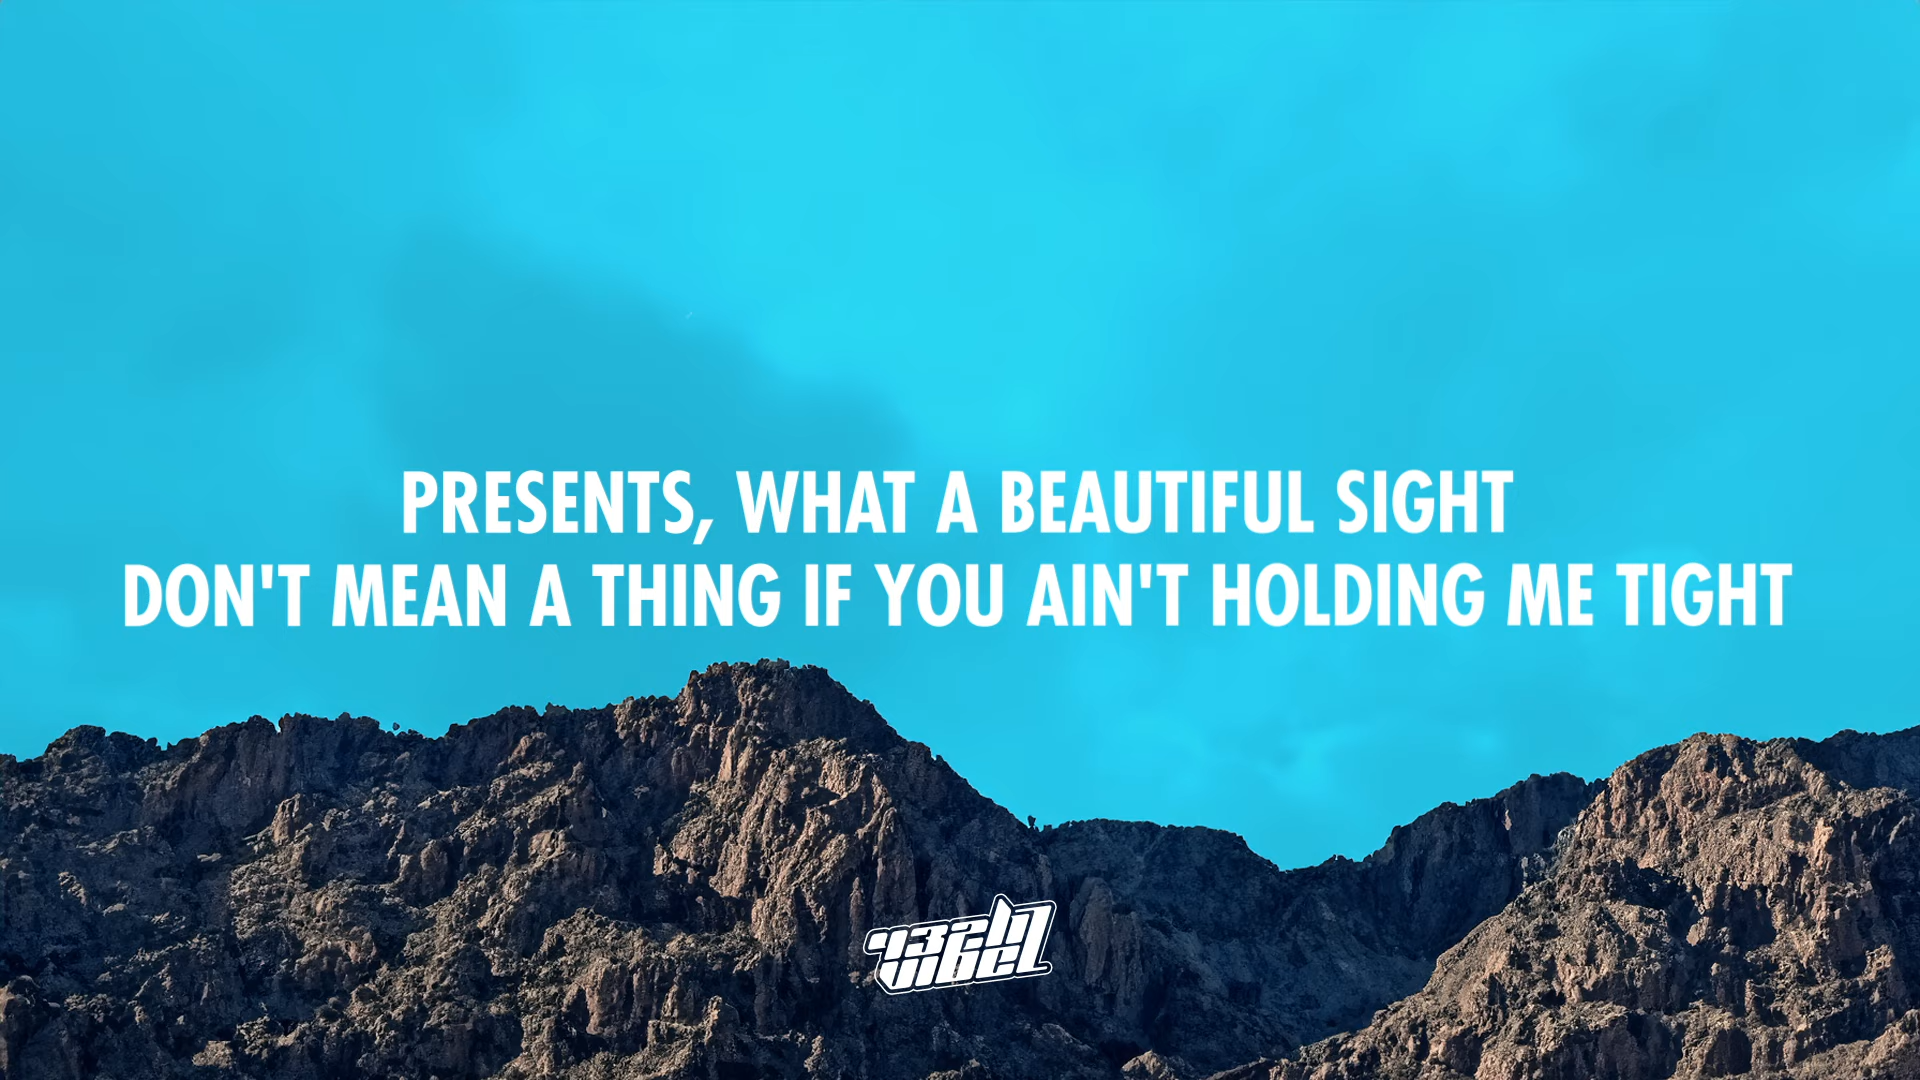 PRESENTS, WHAT A BEAUTIFUL SIGHT
DON'T MEAN A THING IF YOU AIN'T HOLDING ME TIGHT